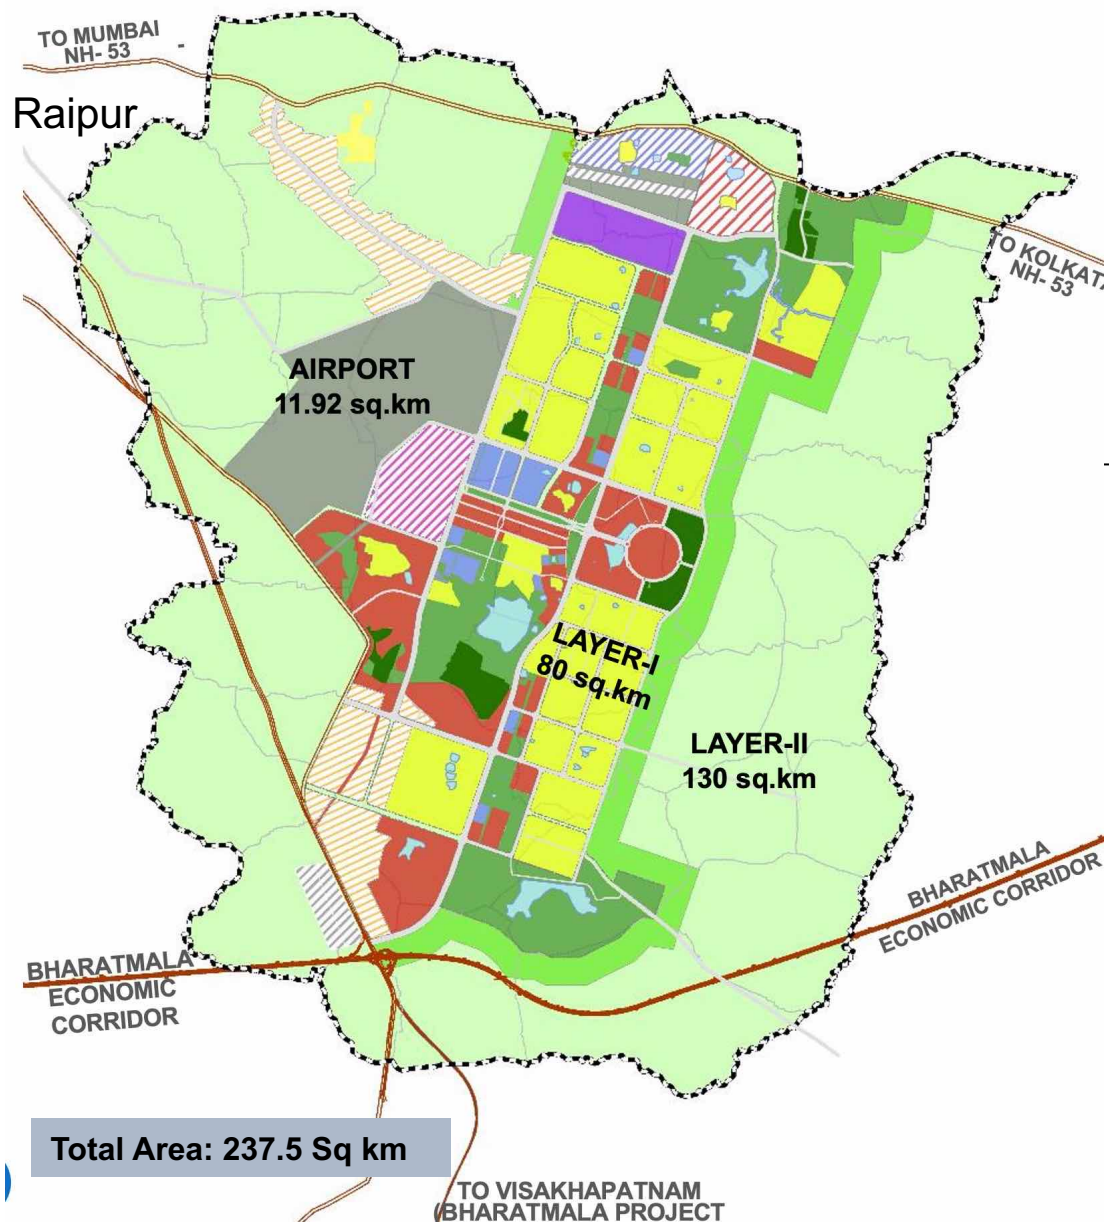 TO MUMBAI
NH- 53
Raipur
TO KOLKATA
NH- 53
AIRPORT
11.92 sq.km
LAYER-I
80 sq.km
LAYER-II
130 sq.km
BHARATMALA
ECONOMIC CORRIDOR
BHARATMALA
ECONOMIC
CORRIDOR
Total Area: 237.5 Sq km
TO VISAKHAPATNAM
(BHARATMALA PROJECT